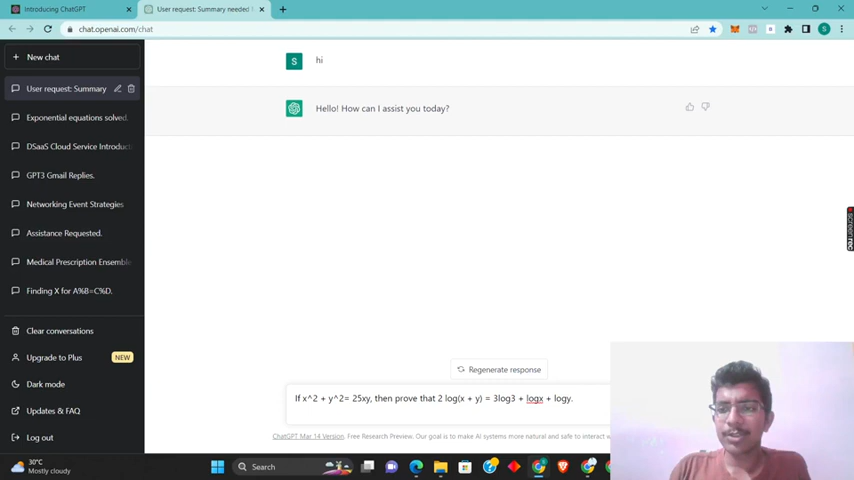 Introducing ChatGPT
User request: Summary needed
chat.openai.com/chat
New chat
User request: Summary
Exponential equations solved.
DSaaS Cloud Service Introduct
GPT3 Gmail Replies.
Networking Event Strategies
Assistance Requested.
Medical Prescription Ensemble
Finding X for A%B=C%D.
Clear conversations
Upgrade to Plus
NEW
Dark mode
Updates & FAQ
Log out
S
hi
Hello! How can I assist you today?
Regenerate response
If x^2 + y^2= 25xy, then prove that 2 log(x + y) = 3log3 + logx + logy.
ChatGPT Mar 14 Version. Free Research Preview. Our goal is to make AI systems more natural and safe to interact
S
screenrec
30°C
Mostly cloudy
Search